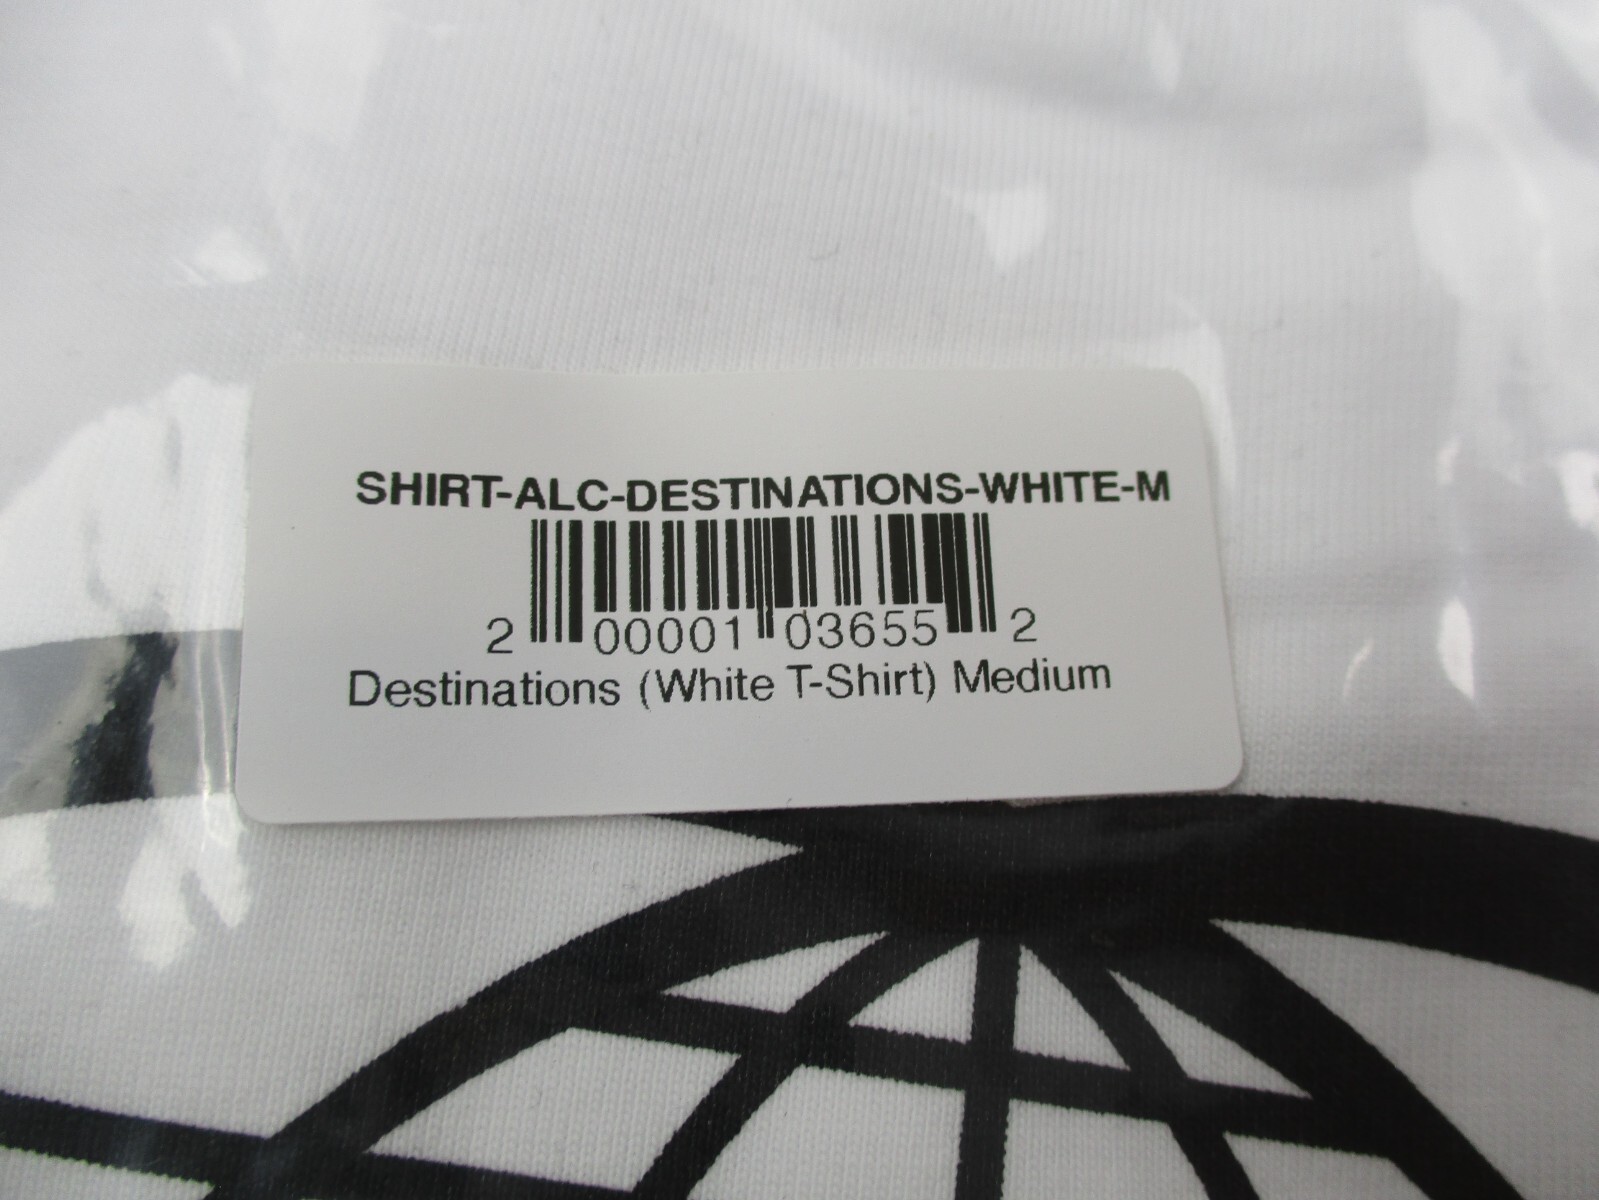 SHIRT-ALC-DESTINATIONS-WHITE-M
2 00001 03655 2
Destinations (White T-Shirt) Medium